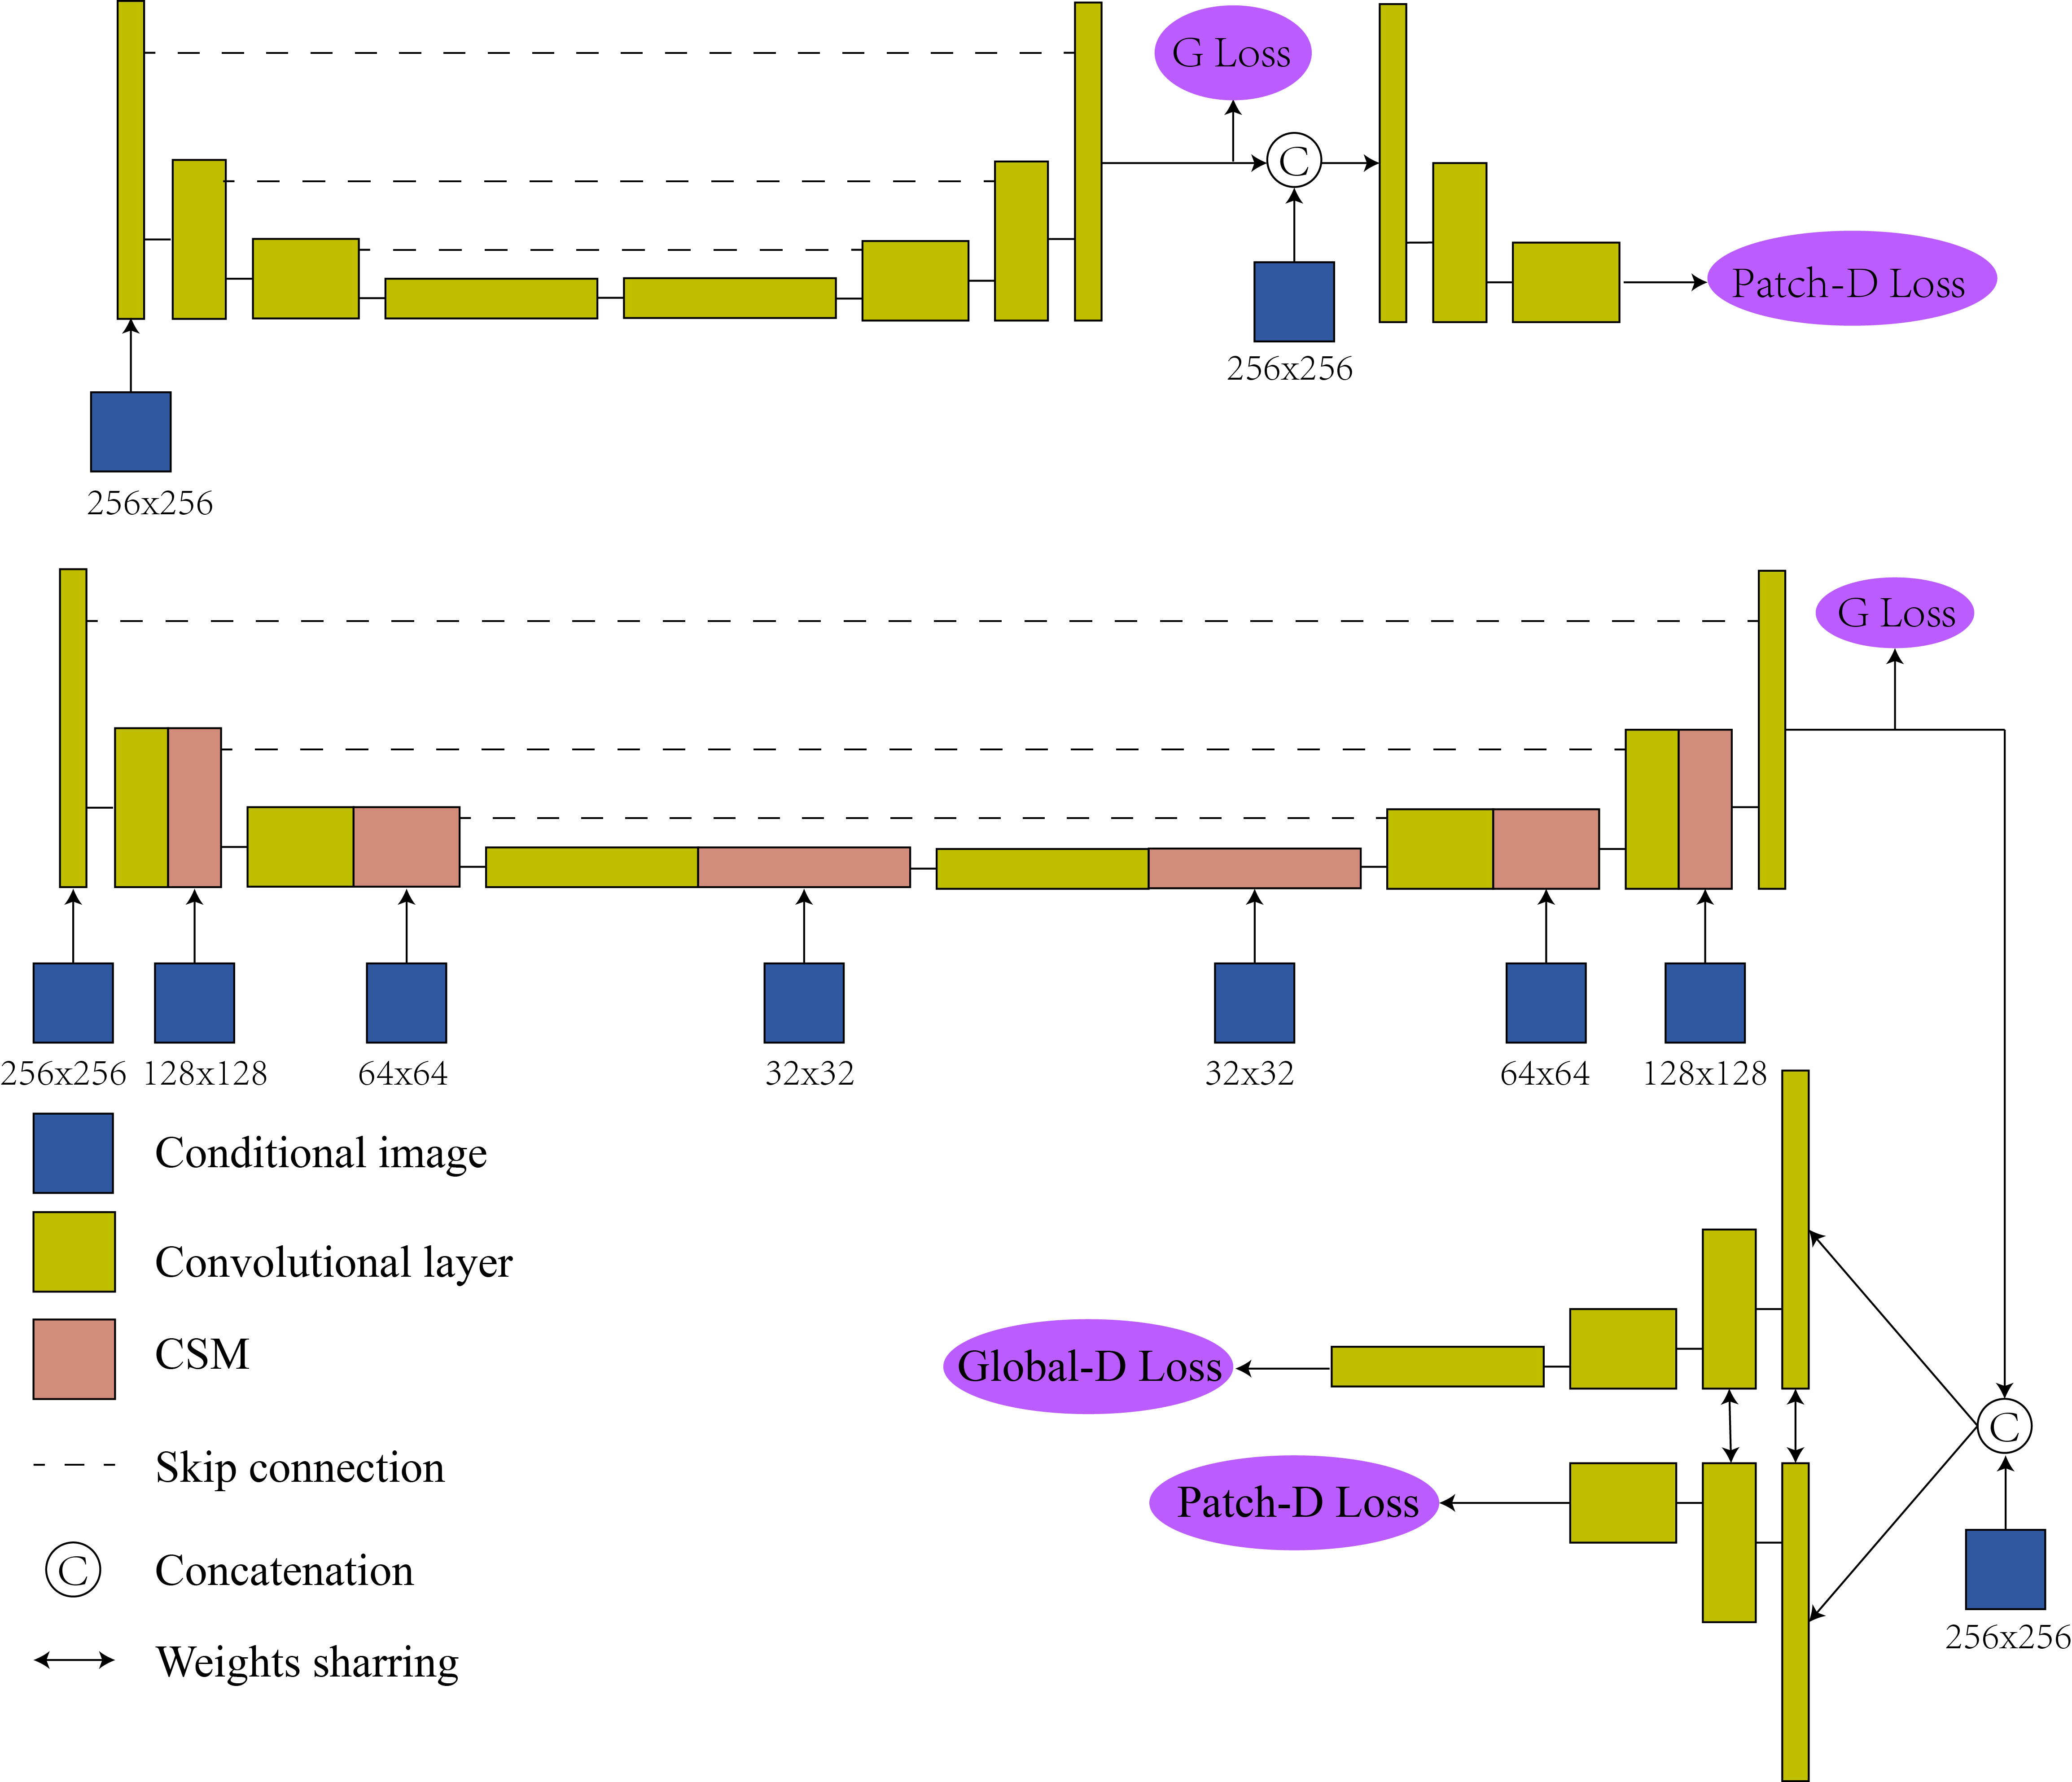 G Loss
C
Patch-D Loss
256x256
256x256
G Loss
256x256
128x128
64x64
32x32
32x32
64x64
128x128
Conditional image
Convolutional layer
CSM
Skip connection
C
Concatenation
Weights sharring
Global-D Loss
Patch-D Loss
C
256x256